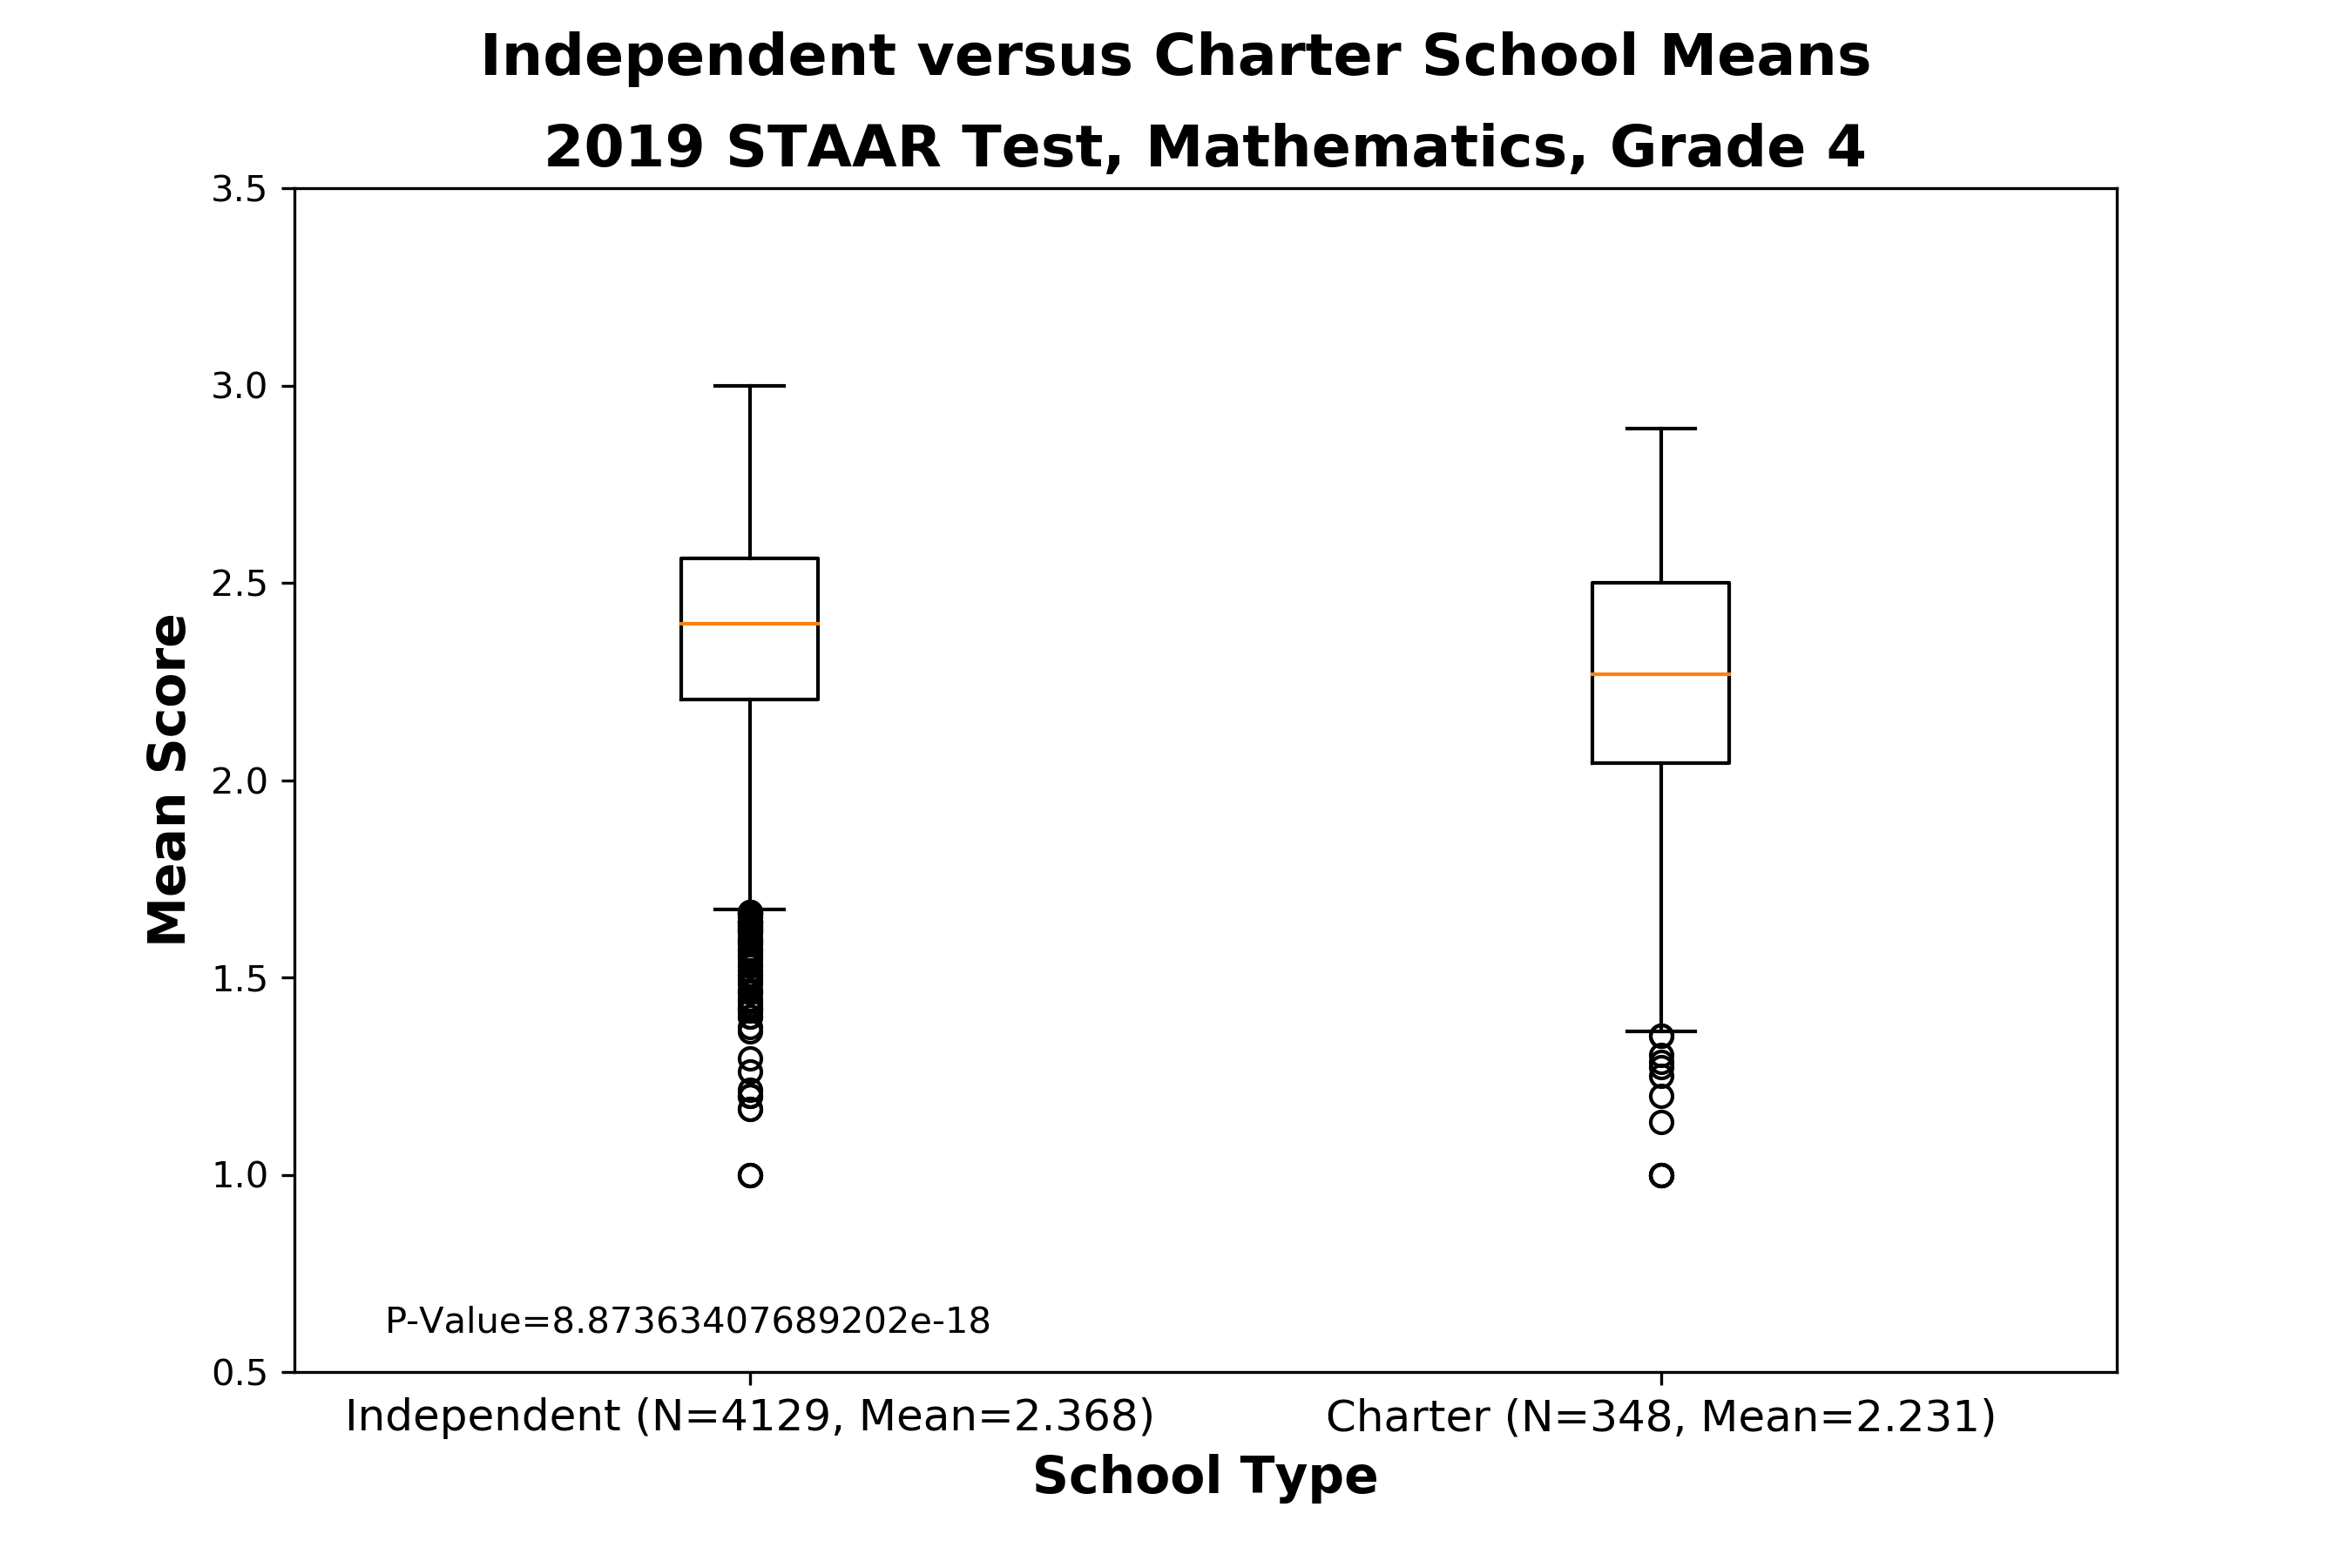 Independent versus Charter School Means
2019 STAAR Test, Mathematics, Grade 4
3.5
3.0
2.5
2.0
1.5
1.0
0.5
Mean Score
P-Value=8.87363407689202e-18
Independent (N=4129, Mean=2.368)
Charter (N=348, Mean=2.231)
School Type